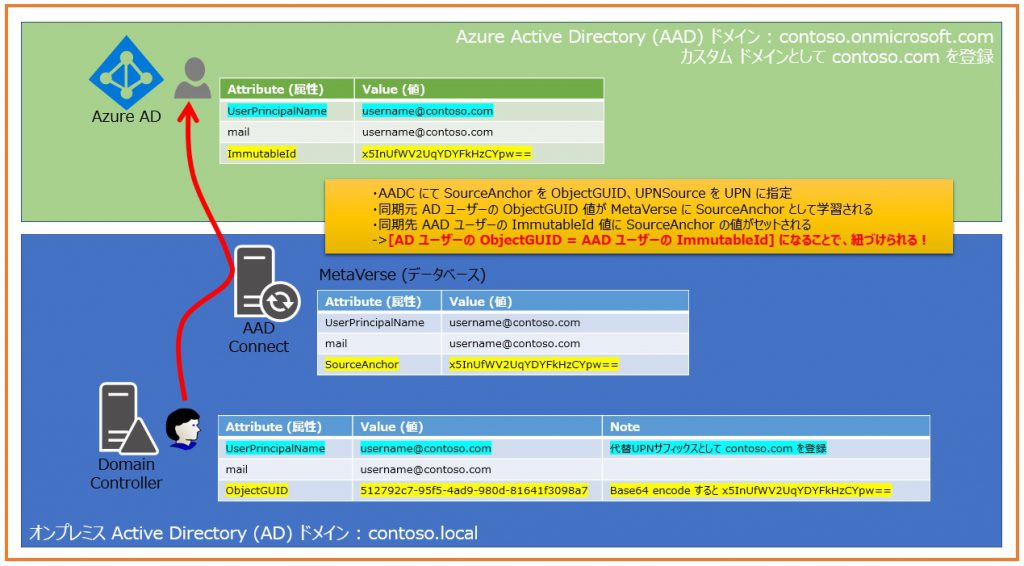 Azure Active Directory (AAD) ドメイン : contoso.onmicrosoft.com
カスタム ドメインとして contoso.com を登録
Azure AD
Attribute (属性) Value (値)
UserPrincipalName username@contoso.com
mail username@contoso.com
ImmutableId x5InUfWV2UqYDYFkHzCYpw==
・AADC にて SourceAnchor を ObjectGUID、UPNSource を UPN に指定
・同期元 AD ユーザーの ObjectGUID 値が MetaVerse に SourceAnchor として学習される
・同期先 AAD ユーザーの ImmutableId 値に SourceAnchor の値がセットされる
->[AD ユーザーの ObjectGUID = AAD ユーザーの ImmutableId] になることで、紐づけられる！
AAD
Connect
MetaVerse (データベース)
Attribute (属性) Value (値)
UserPrincipalName username@contoso.com
mail username@contoso.com
SourceAnchor x5InUfWV2UqYDYFkHzCYpw==
Domain
Controller
Attribute (属性) Value (値) Note
UserPrincipalName username@contoso.com 代替UPNサフィックスとして contoso.com を登録
mail username@contoso.com
ObjectGUID 512792c7-95f5-4ad9-980d-81641f3098a7 Base64 encode すると x5InUfWV2UqYDYFkHzCYpw==
オンプレミス Active Directory (AD) ドメイン : contoso.local